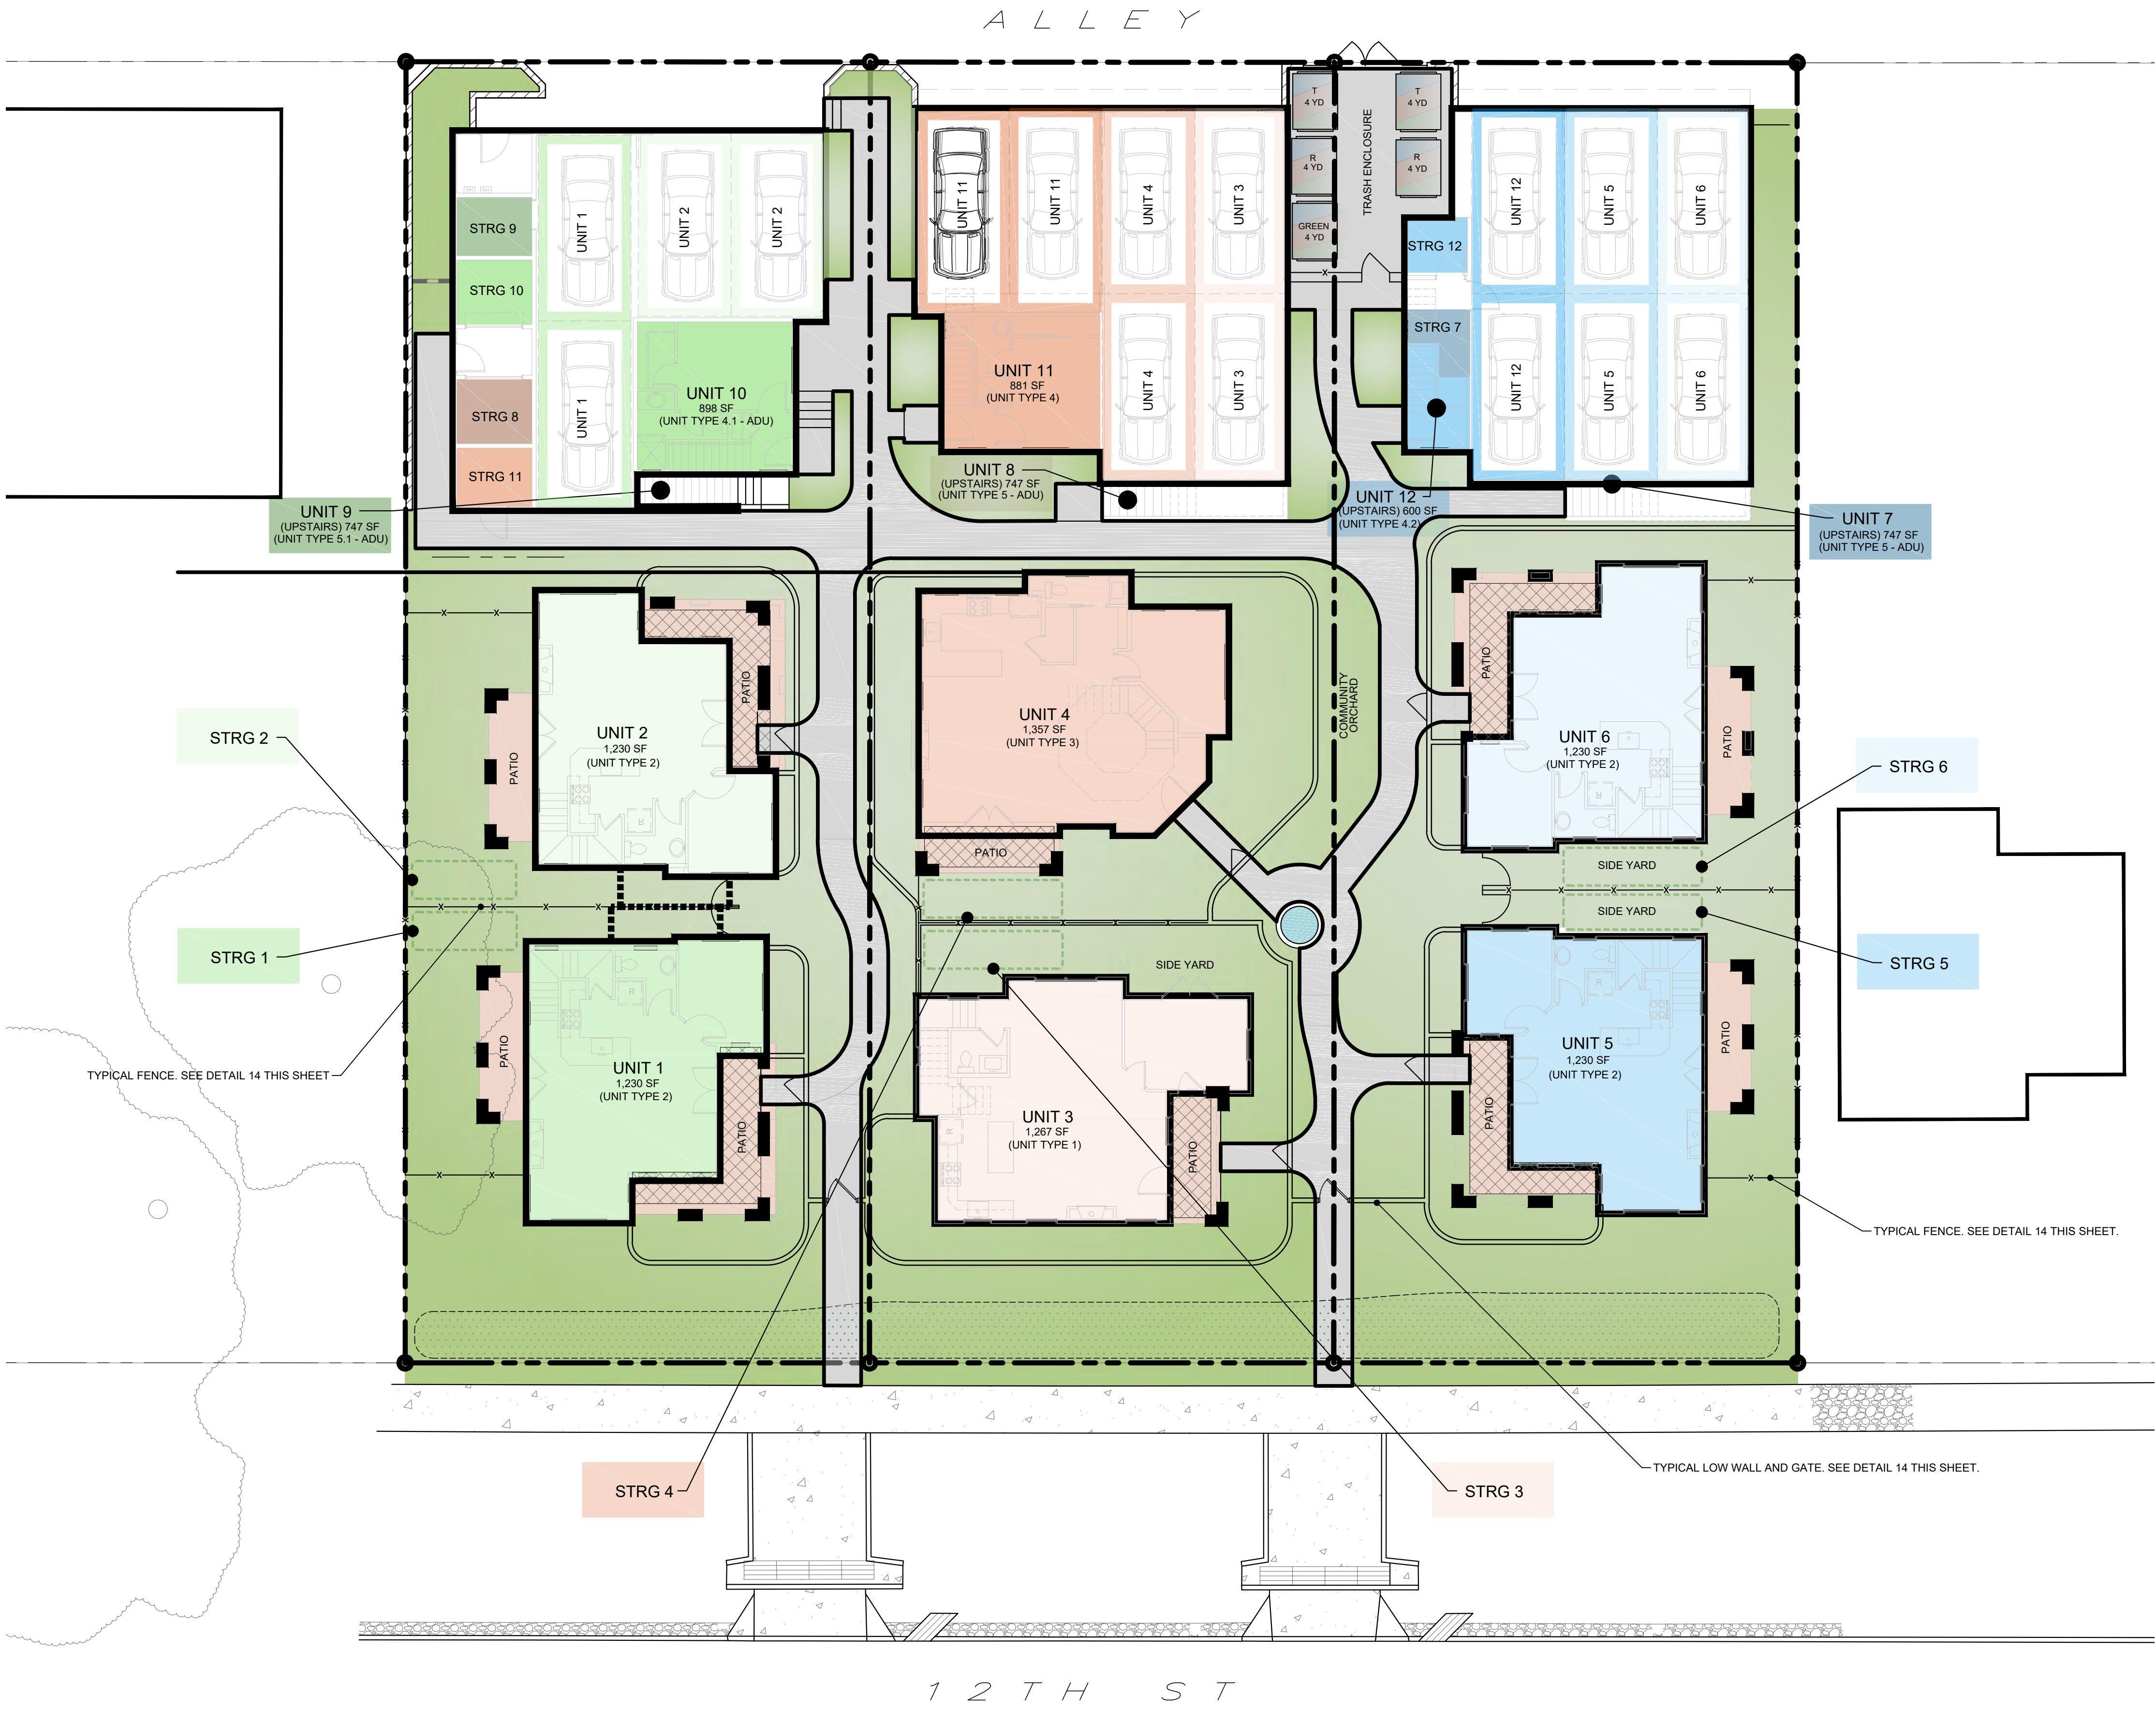 ALLEY
T
4 YD
T
4 YD
R
4 YD
R
4 YD
GREEN
4 YD
TRASH ENCLOSURE
STRG 9
STRG 10
STRG 8
STRG 11
UNIT 1
UNIT 2
UNIT 2
UNIT 1
UNIT 10
898 SF
(UNIT TYPE 4.1 - ADU)
UNIT 11
UNIT 11
UNIT 4
UNIT 3
UNIT 11
881 SF
(UNIT TYPE 4)
UNIT 4
UNIT 3
STRG 12
STRG 7
UNIT 12
UNIT 5
UNIT 6
UNIT 12
UNIT 5
UNIT 6
UNIT 9
(UPSTAIRS) 747 SF
(UNIT TYPE 5.1 - ADU)
UNIT 8
(UPSTAIRS) 747 SF
(UNIT TYPE 5 - ADU)
UNIT 12
(UPSTAIRS) 600 SF
(UNIT TYPE 4.2)
UNIT 7
(UPSTAIRS) 747 SF
(UNIT TYPE 5 - ADU)
STRG 2
PATIO
UNIT 2
1,230 SF
(UNIT TYPE 2)
PATIO
R
UNIT 4
1,357 SF
(UNIT TYPE 3)
PATIO
COMMUNITY
ORCHARD
PATIO
UNIT 6
1,230 SF
(UNIT TYPE 2)
R
PATIO
STRG 6
SIDE YARD
SIDE YARD
STRG 1
STRG 5
TYPICAL FENCE. SEE DETAIL 14 THIS SHEET
PATIO
R
UNIT 1
1,230 SF
(UNIT TYPE 2)
PATIO
SIDE YARD
R
UNIT 3
1,267 SF
(UNIT TYPE 1)
PATIO
R
UNIT 5
1,230 SF
(UNIT TYPE 2)
PATIO
PATIO
TYPICAL FENCE. SEE DETAIL 14 THIS SHEET.
TYPICAL LOW WALL AND GATE. SEE DETAIL 14 THIS SHEET.
STRG 4
STRG 3
12TH ST